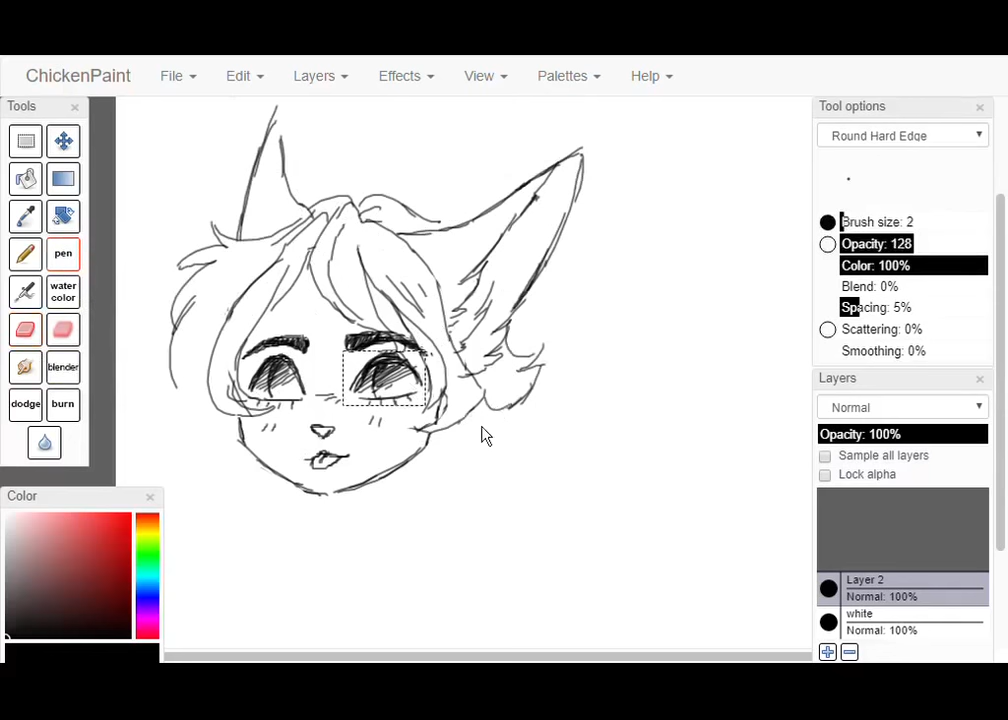 ChickenPaint File Edit Layers Effects View Palettes Help
Tools
pen
water
color
blender
dodge burn
Color
Tool options
Round Hard Edge
Brush size: 2
Opacity: 128
Color: 100%
Blend: 0%
Spacing: 5%
Scattering: 0%
Smoothing: 0%
Layers
Normal
Opacity: 100%
Sample all layers
Lock alpha
Layer 2
Normal: 100%
white
Normal: 100%